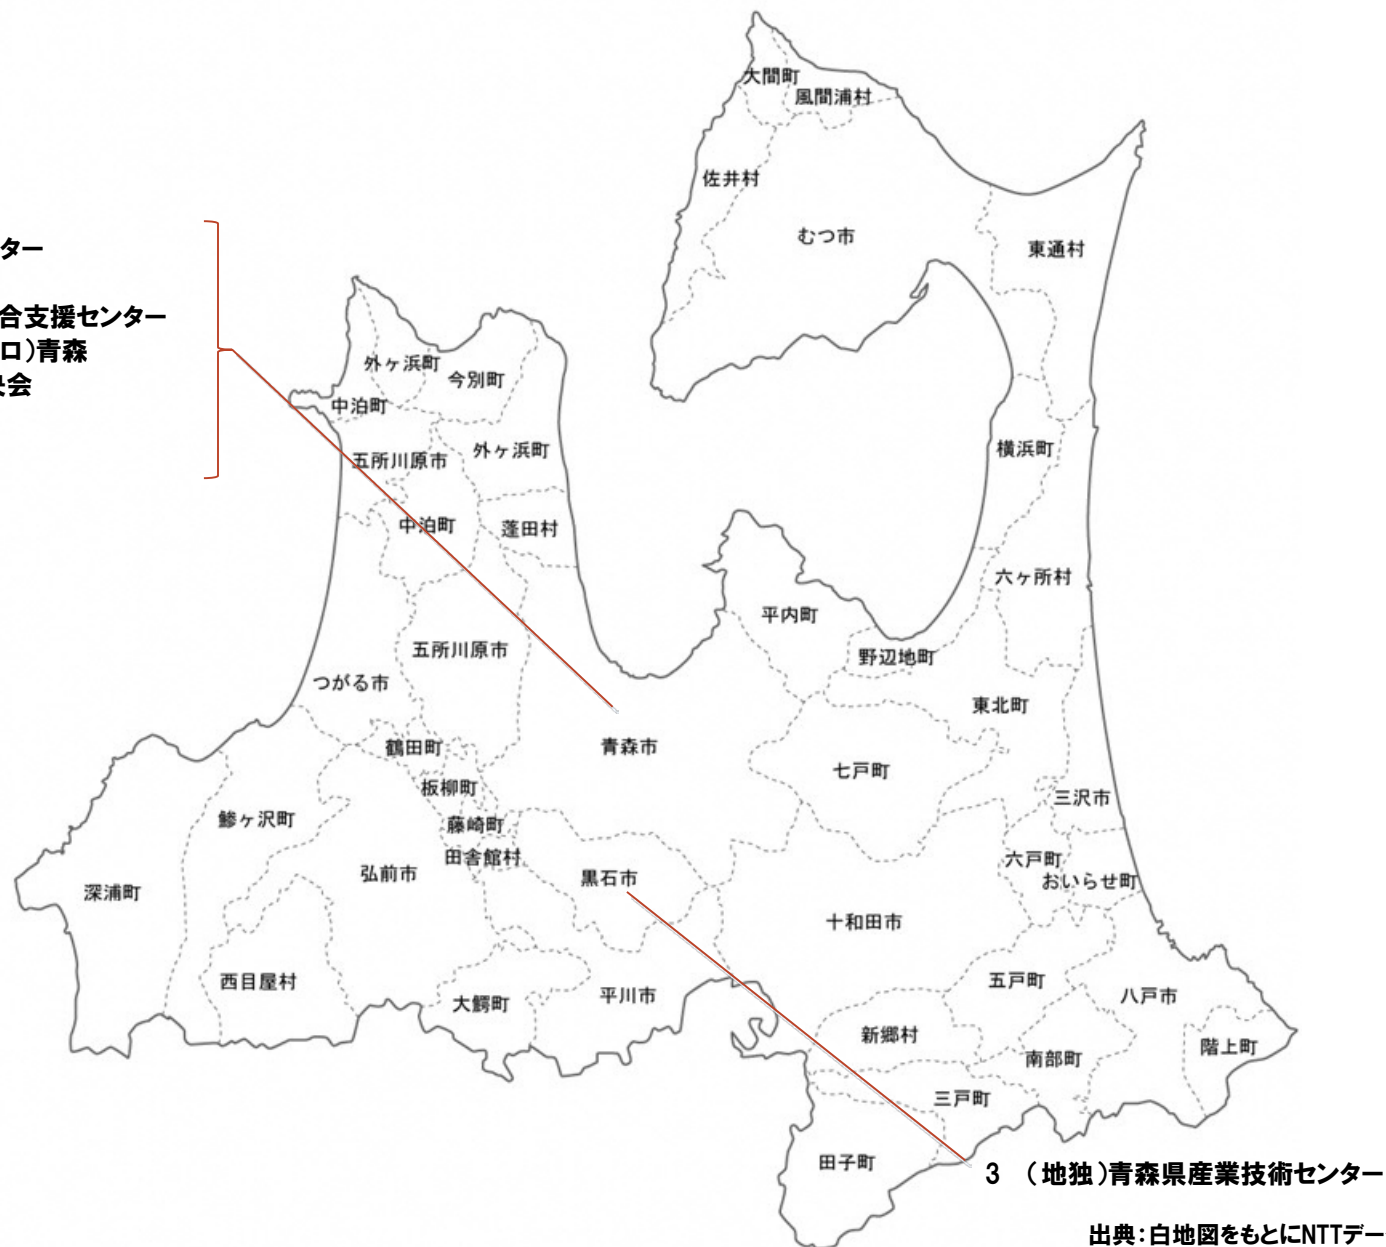 大間町
風間浦村
佐井村
むつ市
東通村
ター
合支援センター
ロ）青森
央会
外ヶ浜町
今別町
中泊町
五所川原市
外ヶ浜町
横浜町
中泊町
蓬田村
六ヶ所村
平内町
野辺地町
五所川原市
つがる市
東北町
鶴田町
青森市
七戸町
板柳町
三沢市
鰺ヶ沢町
藤崎町
田舎館村
六戸町
弘前市
黒石市
おいらせ町
深浦町
十和田市
西目屋村
五戸町
大鰐町
平川市
八戸市
新郷村
南部町
階上町
三戸町
田子町
3　（地独）青森県産業技術センター
出典：白地図をもとにNTTデー